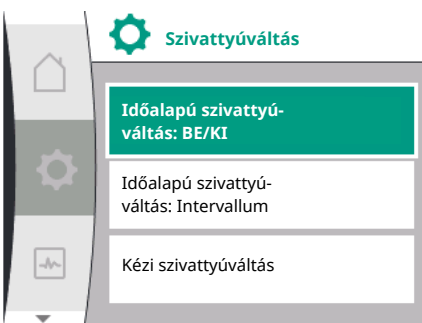 Szivattyúváltás
Időalapú szivattyú-
váltás: BE/KI
Időalapú szivattyú-
váltás: Intervallum
Kézi szivattyúváltás